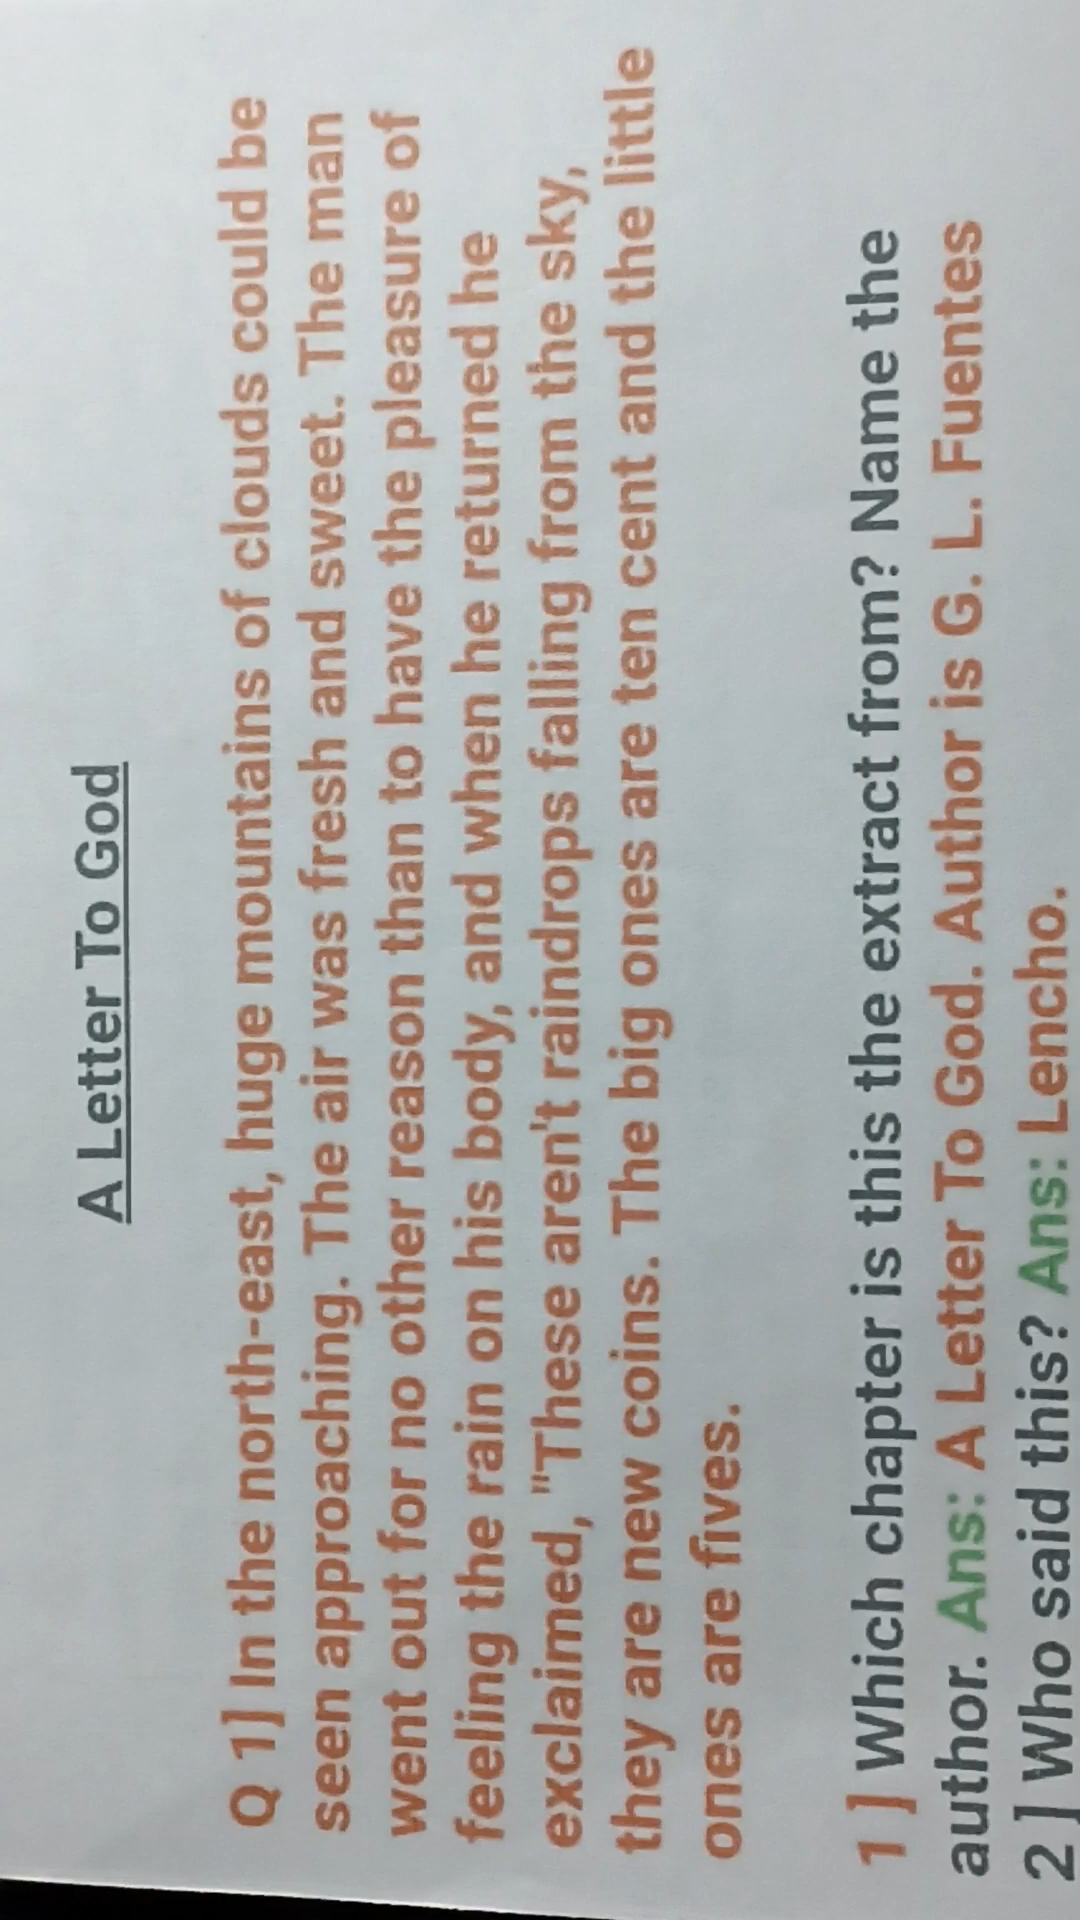 A Letter To God
Q 1] In the north-east, huge mountains of clouds could be
seen approaching. The air was fresh and sweet. The man
went out for no other reason than to have the pleasure of
feeling the rain on his body, and when he returned he
exclaimed, "These aren't raindrops falling from the sky,
they are new coins. The big ones are ten cent and the little
ones are fives.
1 ] Which chapter is this the extract from? Name the
author. Ans: A Letter To God. Author is G. L. Fuentes
2 ] Who said this? Ans: Lencho.